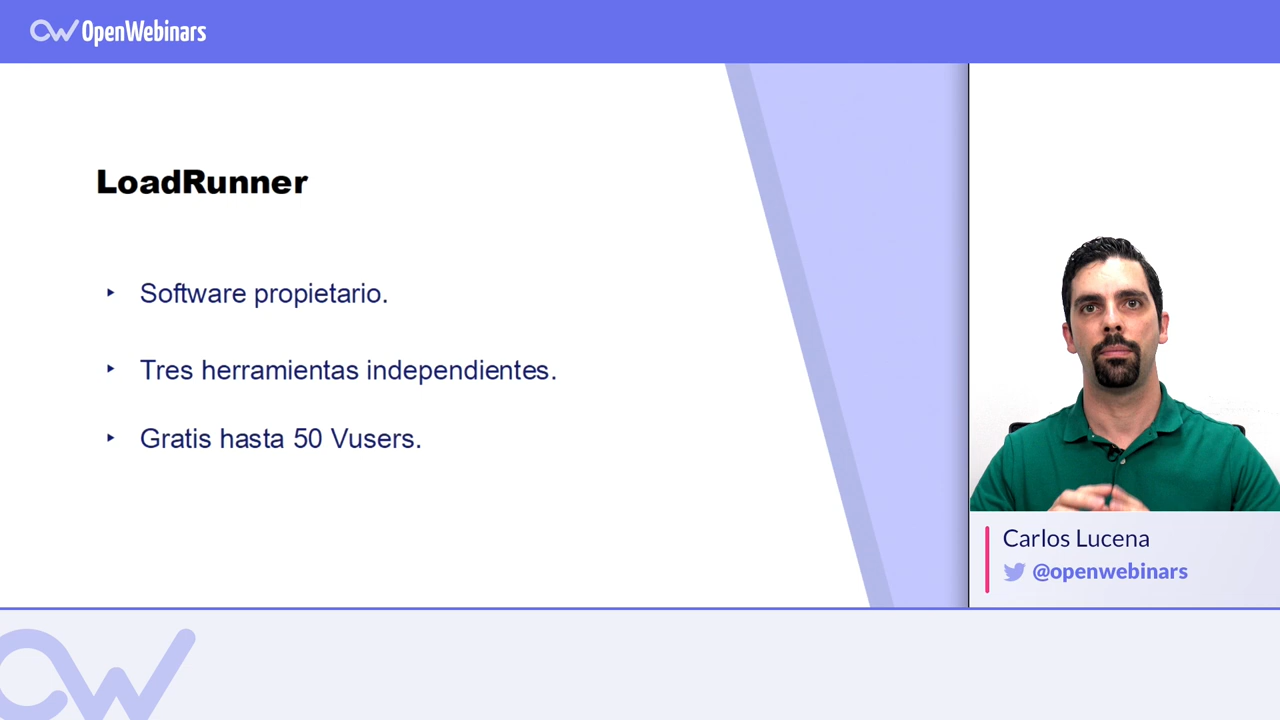 OpenWebinars
LoadRunner
‣ Software propietario.
‣ Tres herramientas independientes.
‣ Gratis hasta 50 Vusers.
Carlos Lucena
@openwebinars